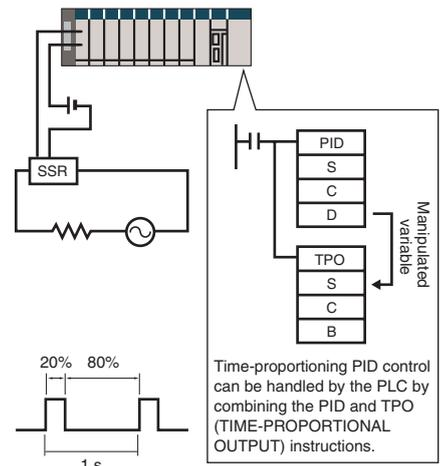 SSR
PID
S
C
D
Manipulated
variable
TPO
S
C
B
20% 80%
1 s
Time-proportioning PID control
can be handled by the PLC by
combining the PID and TPO
(TIME-PROPORTIONAL
OUTPUT) instructions.